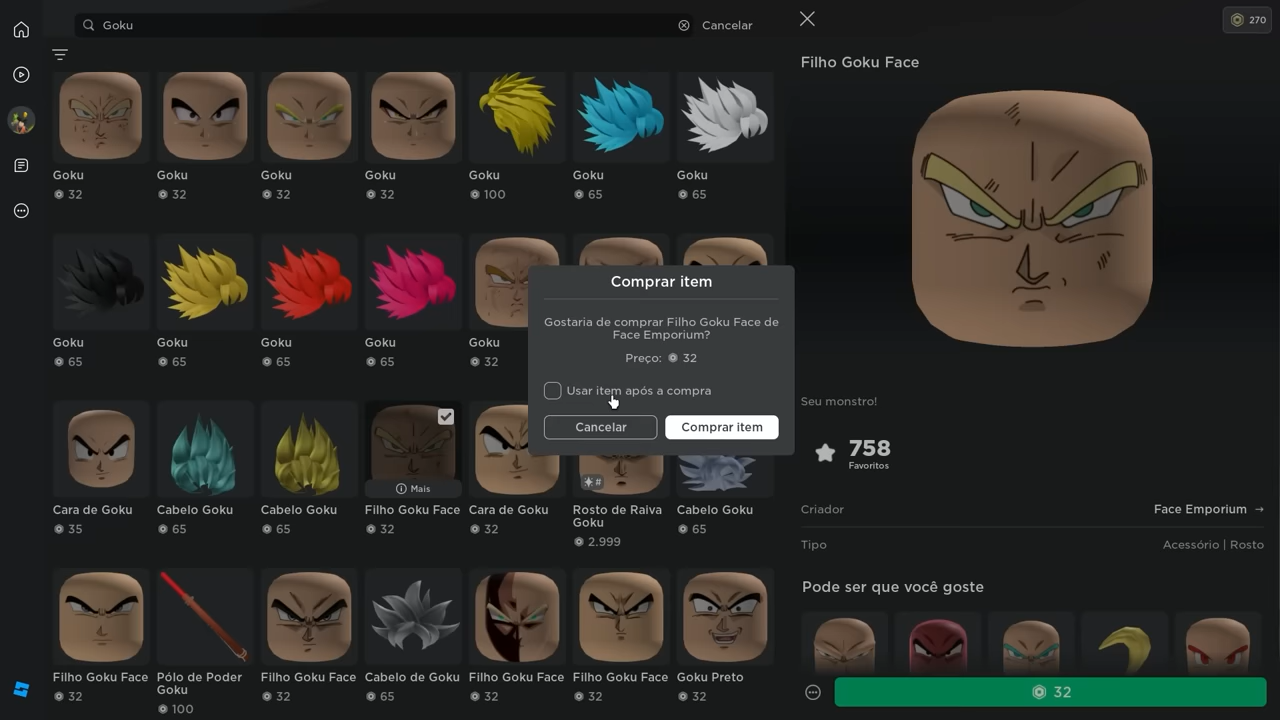 Goku
Cancelar
270
Filho Goku Face
Goku
Goku
Goku
Goku
Goku
Goku
Goku
32
32
32
32
100
65
65
Comprar item
Gostaria de comprar Filho Goku Face de
Face Emporium?
Preço: 32
Usar item após a compra
Cancelar
Comprar item
Goku
Goku
Goku
Goku
Goku
65
65
65
65
32
Seu monstro!
758
Favoritos
Mais
#
Cara de Goku
Cabelo Goku
Cabelo Goku
Filho Goku Face
Cara de Goku
Rosto de Raiva
Goku
Cabelo Goku
35
65
65
32
32
2.999
65
Criador
Face Emporium →
Tipo
Acessório | Rosto
Pode ser que você goste
Filho Goku Face
Pólo de Poder
Goku
Filho Goku Face
Cabelo de Goku
Filho Goku Face
Filho Goku Face
Goku Preto
32
100
32
65
32
32
32
32